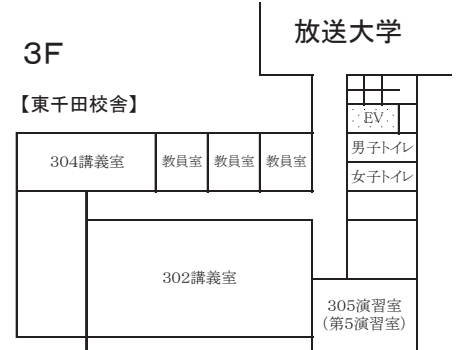 放送大学
3F
【東千田校舎】
EV
男子トイレ
304講義室
教員室
教員室
教員室
女子トイレ
302講義室
305演習室
(第5演習室)